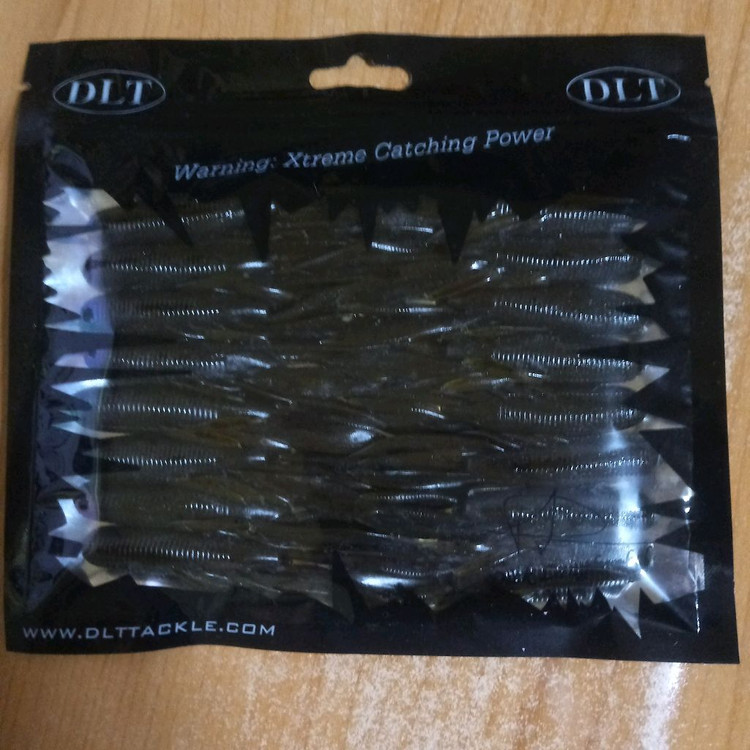 DLT DLT
Warning: Xtreme Catching Power
WWW.DLTTACKLE.COM